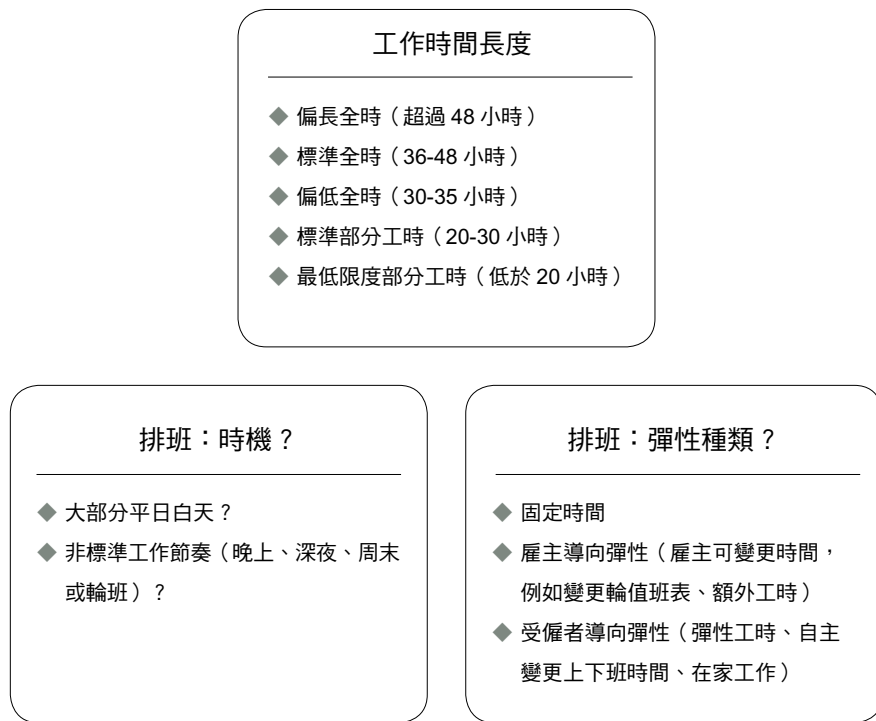 工作時間長度
◆ 偏長全時（超過 48 小時）
◆ 標準全時（36-48 小時）
◆ 偏低全時（30-35 小時）
◆ 標準部分工時（20-30 小時）
◆ 最低限度部分工時（低於 20 小時）
排班：時機？
◆ 大部分平日白天？
◆ 非標準工作節奏（晚上、深夜、周末
或輪班）？
排班：彈性種類？
◆ 固定時間
◆ 雇主導向彈性（雇主可變更時間，
例如變更輪值班表、額外工時）
◆ 受僱者導向彈性（彈性工時、自主
變更上下班時間、在家工作）